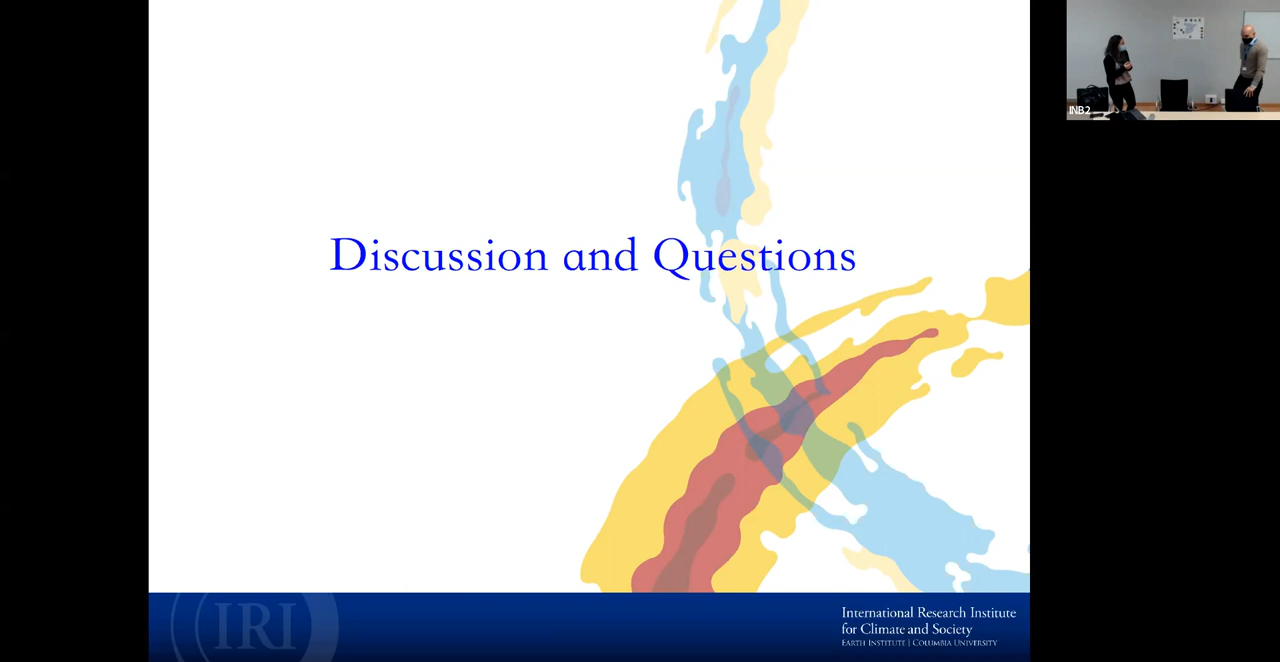 INB2
Discussion and Questions
IRI
International Research Institute
for Climate and Society
EARTH INSTITUTE | COLUMBIA UNIVERSITY